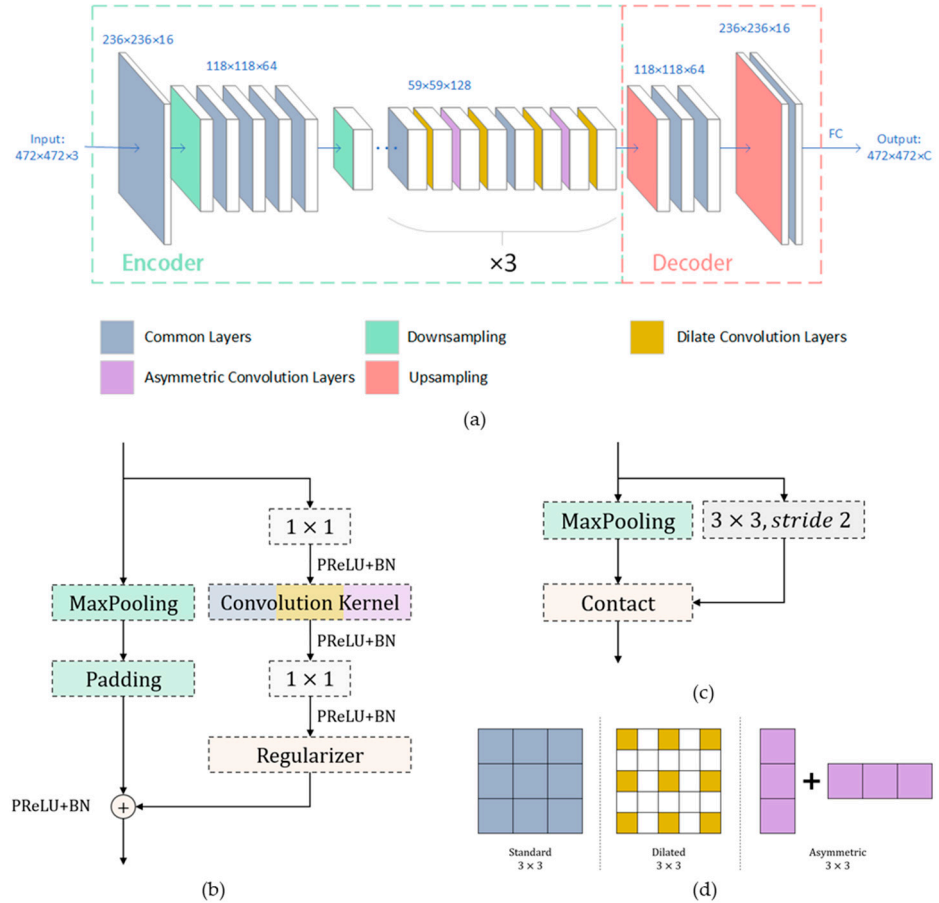 (a)
236×236×16
236×236×16
118×118×64
118×118×64
59×59×128
Input:
472×472×3
FC
Output:
472×472×C
Encoder
×3
Decoder
Common Layers
Downsampling
Dilate Convolution Layers
Asymmetric Convolution Layers
Upsampling
(a)
1 × 1
PReLU+BN
MaxPooling
Convolution Kernel
PReLU+BN
Padding
1 × 1
PReLU+BN
Regularizer
PReLU+BN
+
(b)
MaxPooling
3 × 3, stride 2
Contact
(c)
+
Standard
3 × 3
Dilated
3 × 3
Asymmetric
3 × 3
(d)